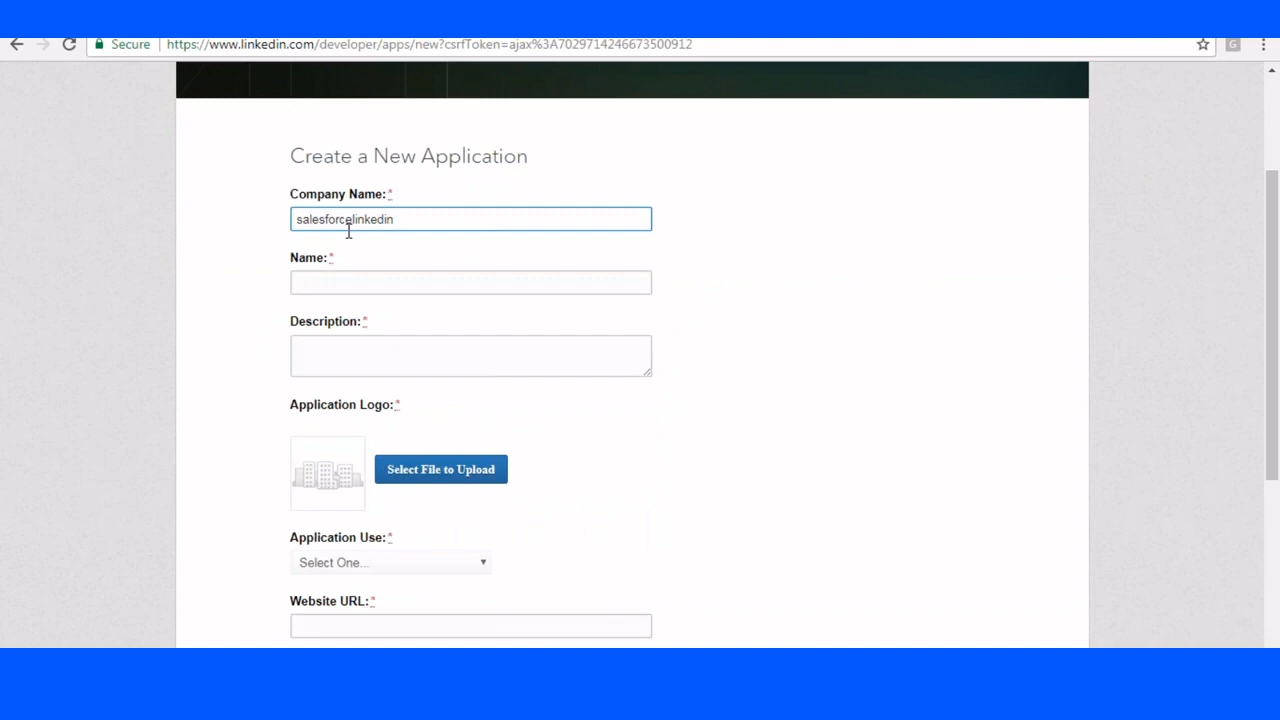 Secure https://www.linkedin.com/developer/apps/new?csrfToken=ajax%3A7029714246673500912
Create a New Application
Company Name:*
salesforcelinkedin
Name:*
Description:*
Application Logo:*
Select File to Upload
Application Use:*
Select One...
Website URL:*